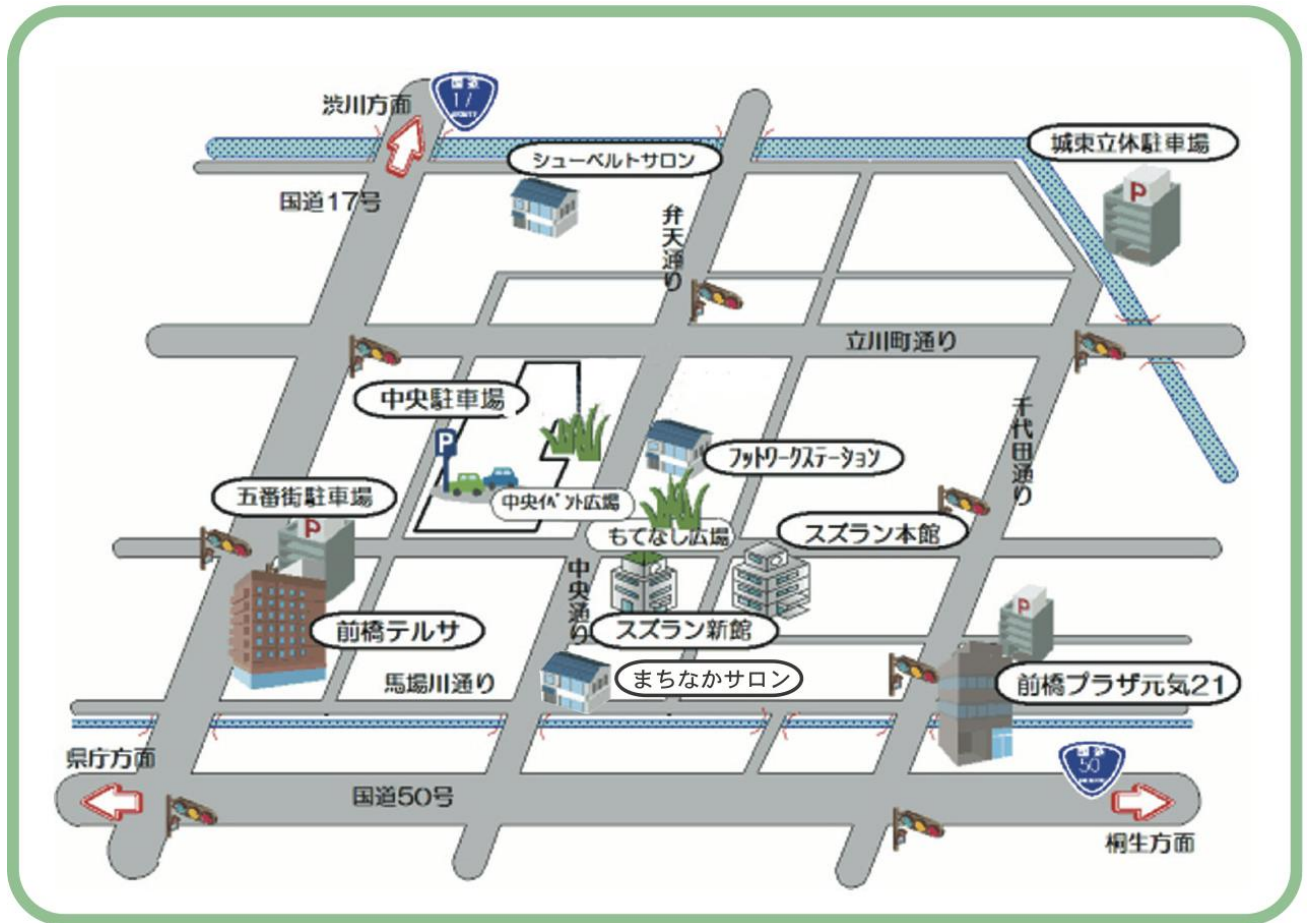 渋川方面
国道
17
国道17号
シューベルトサロン
城東立体駐車場
P
弁天通り
立川町通り
中央駐車場
P
千代田通り
フットワークステーション
五番街駐車場
P
中央イベント広場
もてなし広場
スズラン本館
中央通り
前橋テルサ
スズラン新館
P
馬場川通り
まちなかサロン
前橋プラザ元気21
県庁方面
国道50号
国道
50
桐生方面